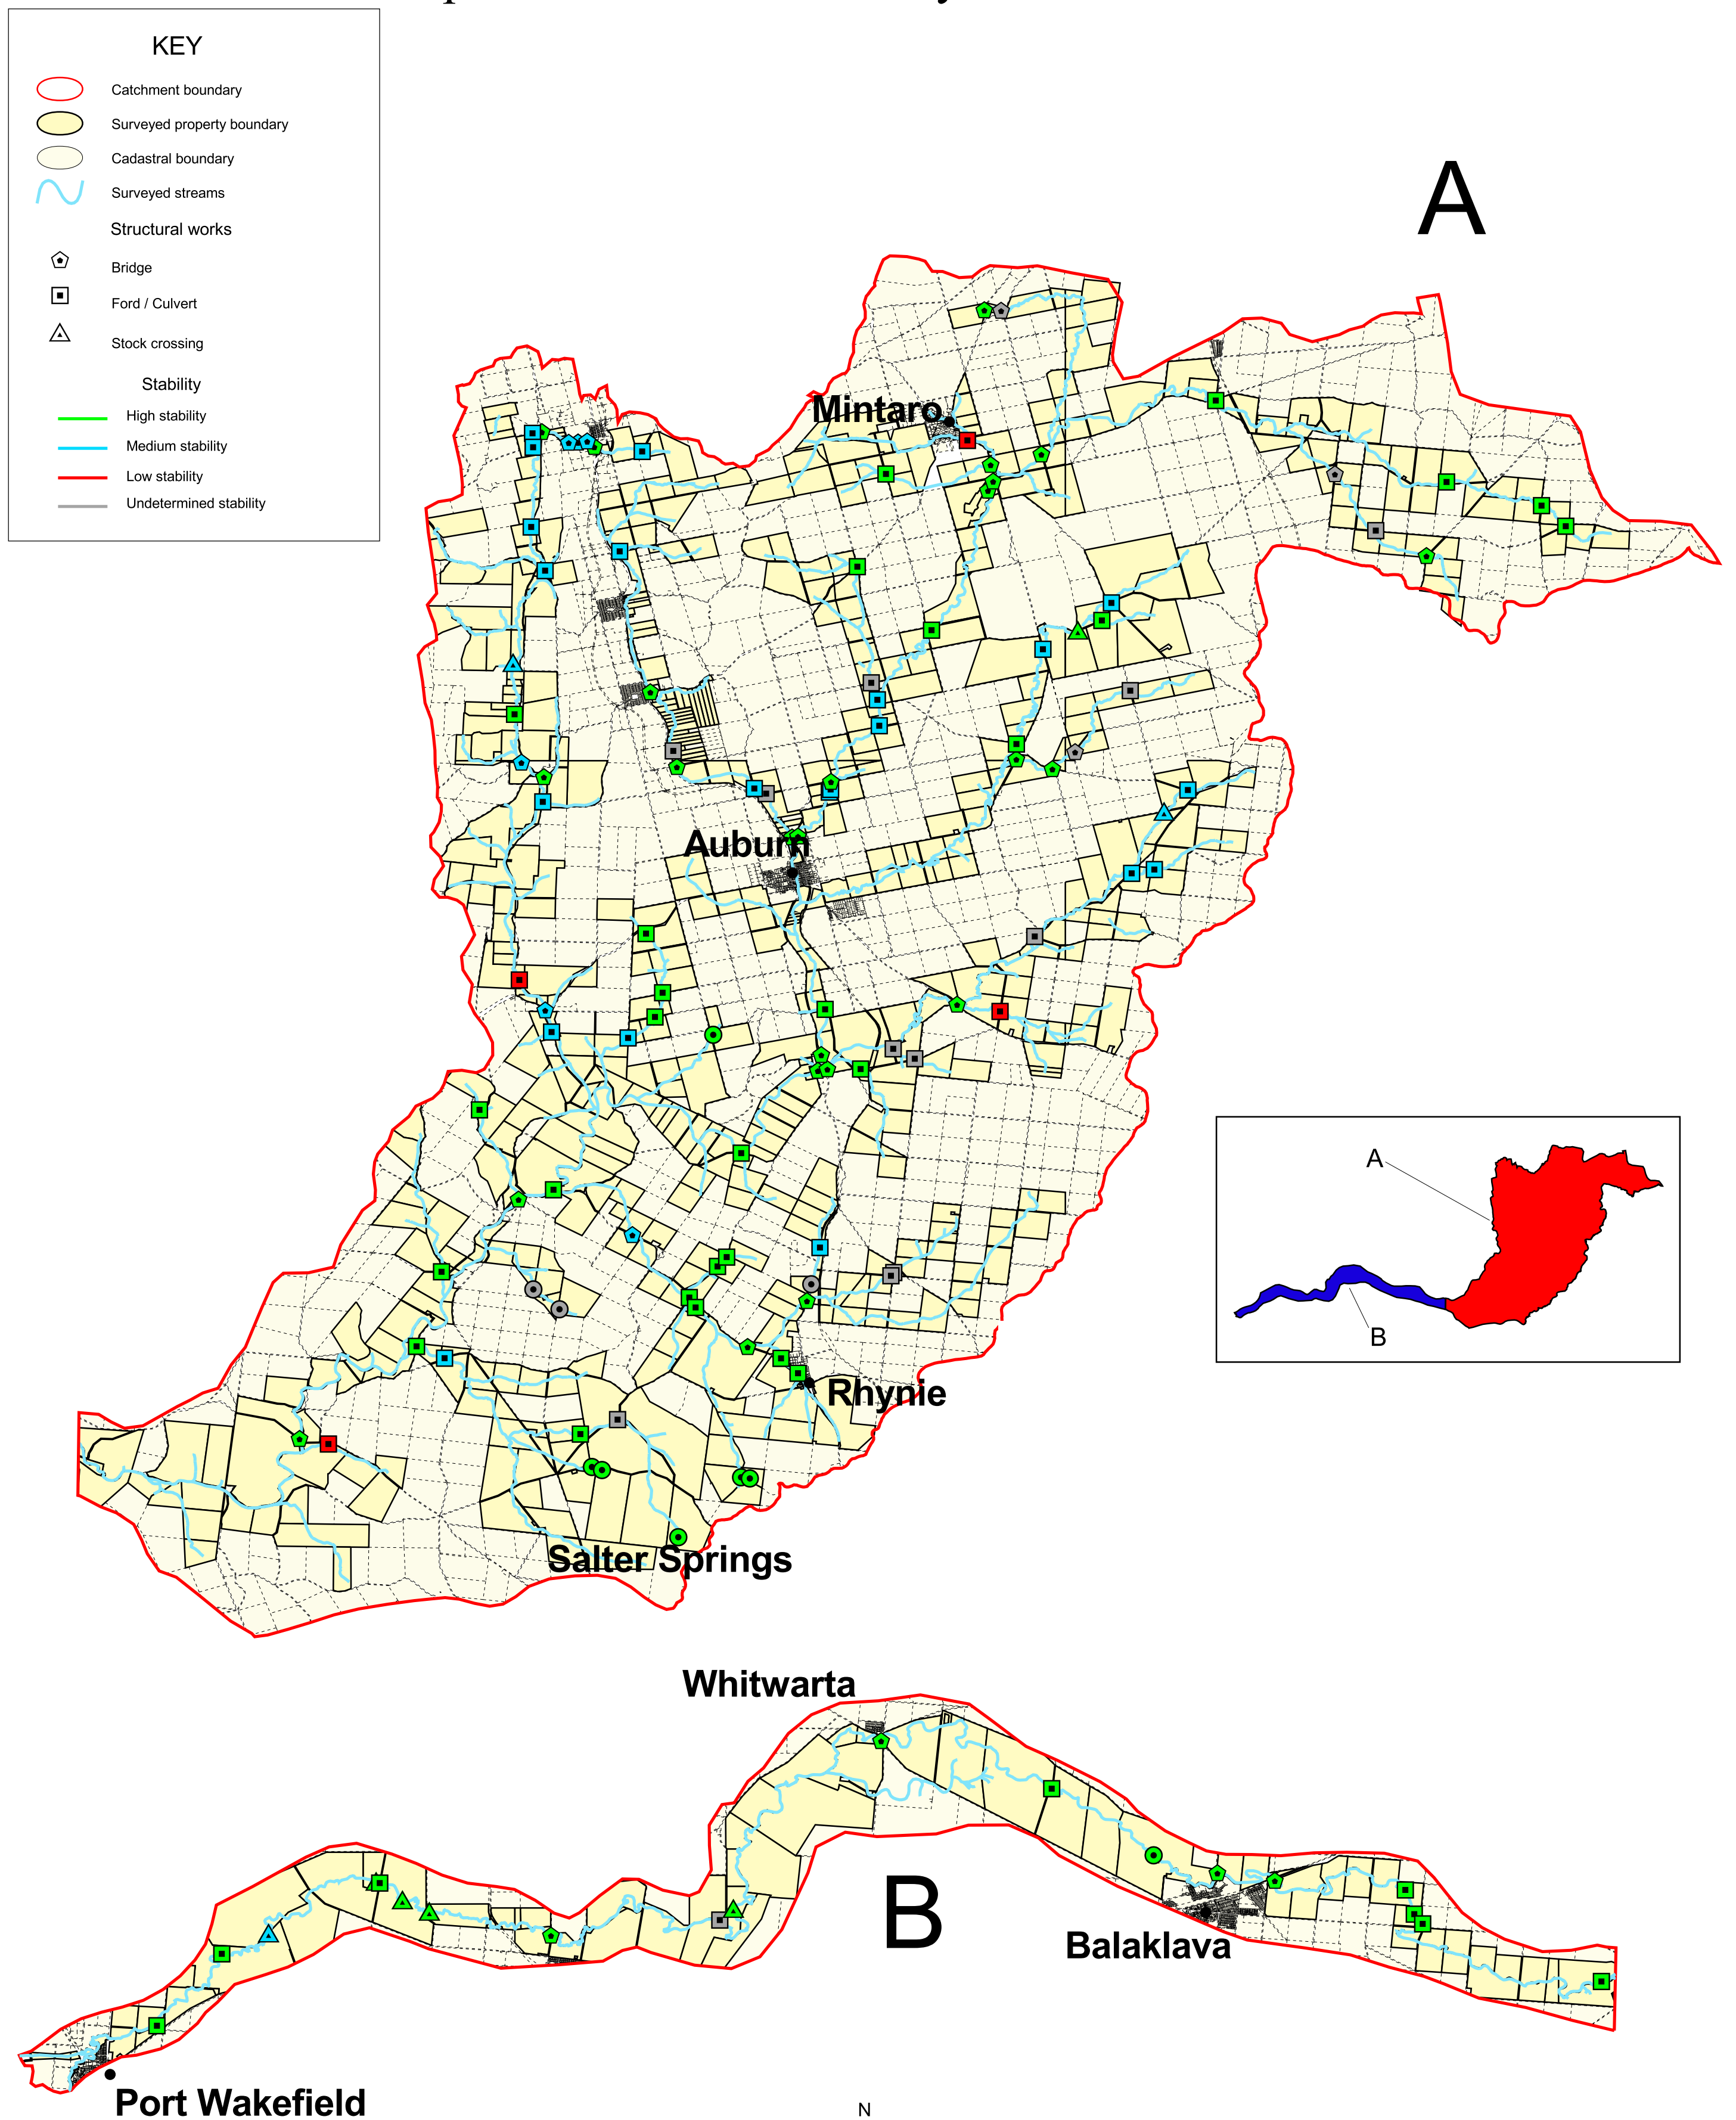 KEY
Catchment boundary
Surveyed property boundary
Cadastral boundary
Surveyed streams
Structural works
Bridge
Ford / Culvert
Stock crossing
Stability
High stability
Medium stability
Low stability
Undetermined stability
A
Mintaro
Auburn
A
B
Rhynie
Salter Springs
Whitwarta
B
Balaklava
Port Wakefield
N